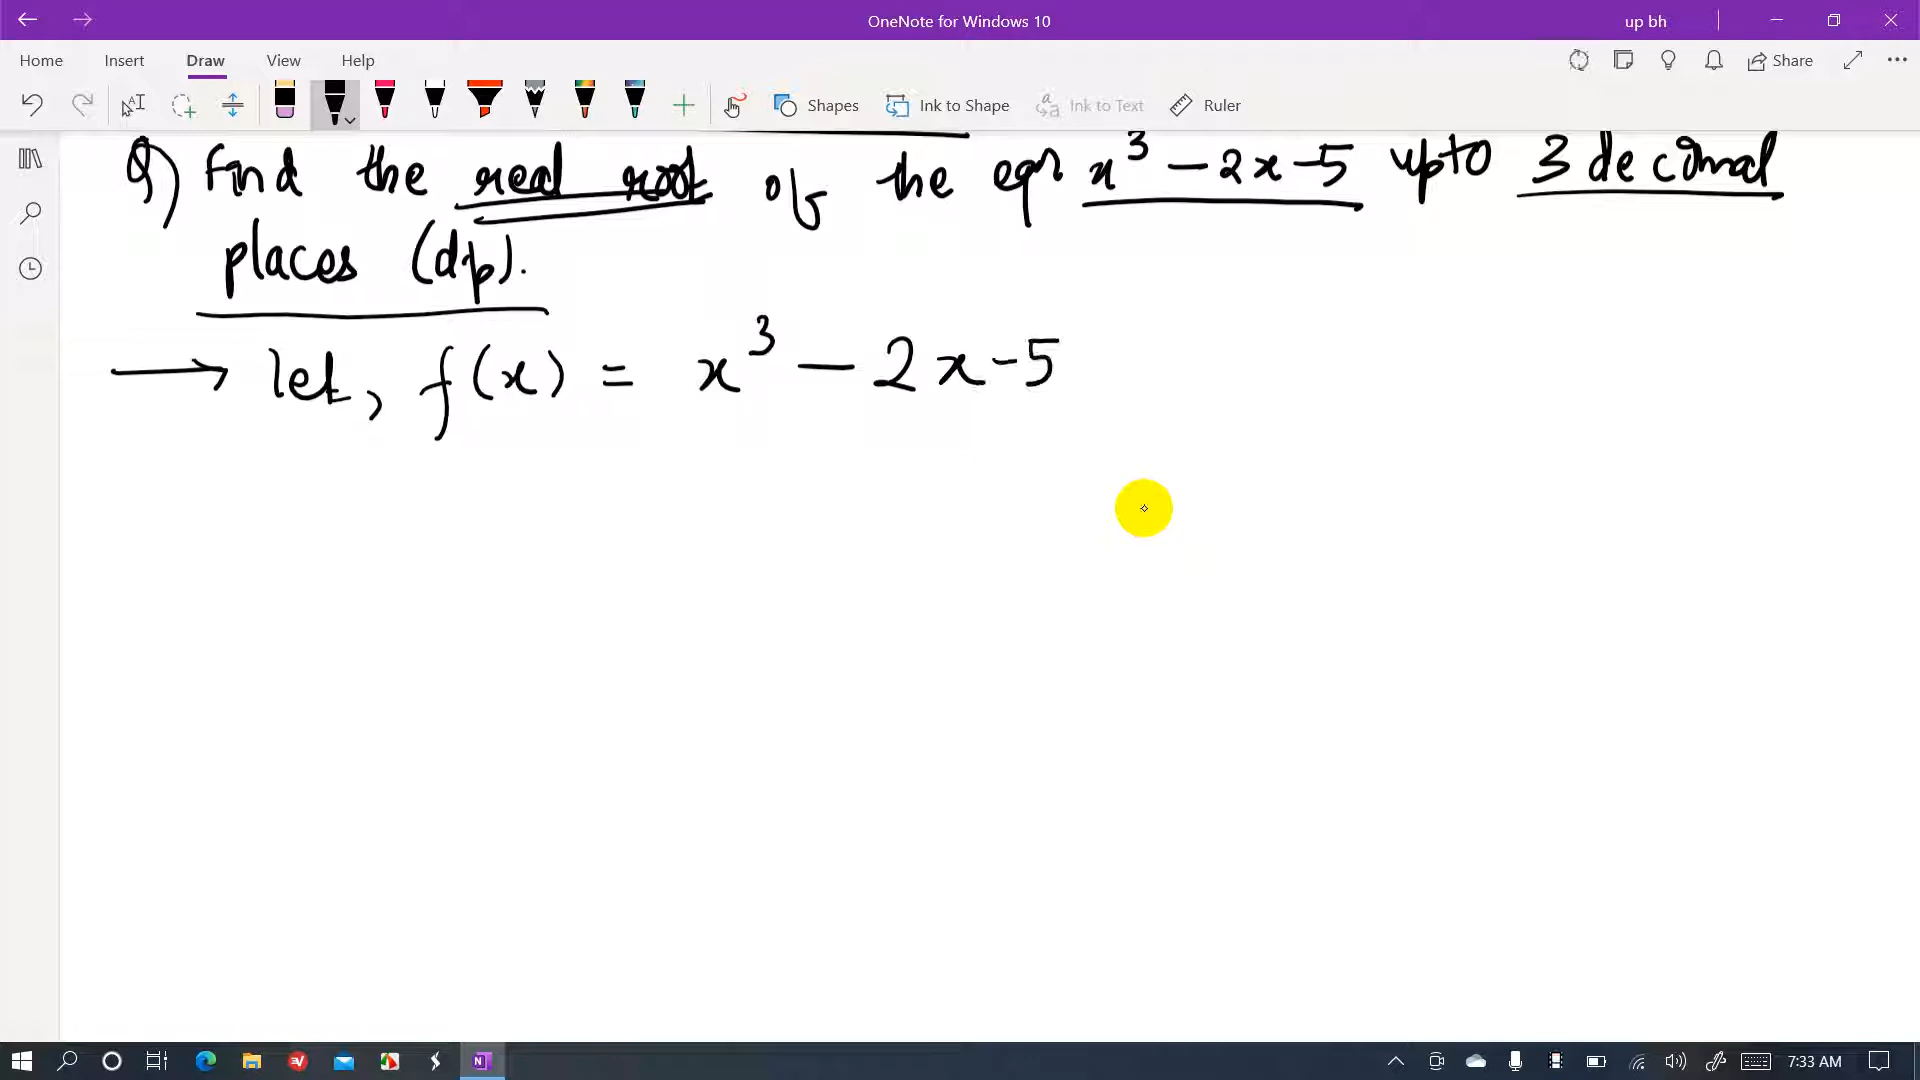 OneNote for Windows 10
up bh
Home Insert Draw View Help
Share
Shapes Ink to Shape Ink to Text Ruler
Q) Find the real root of the eqn x³ - 2x - 5 upto 3 decimal
places (dp).
→ let, f(x) = x³ - 2x - 5
7:33 AM